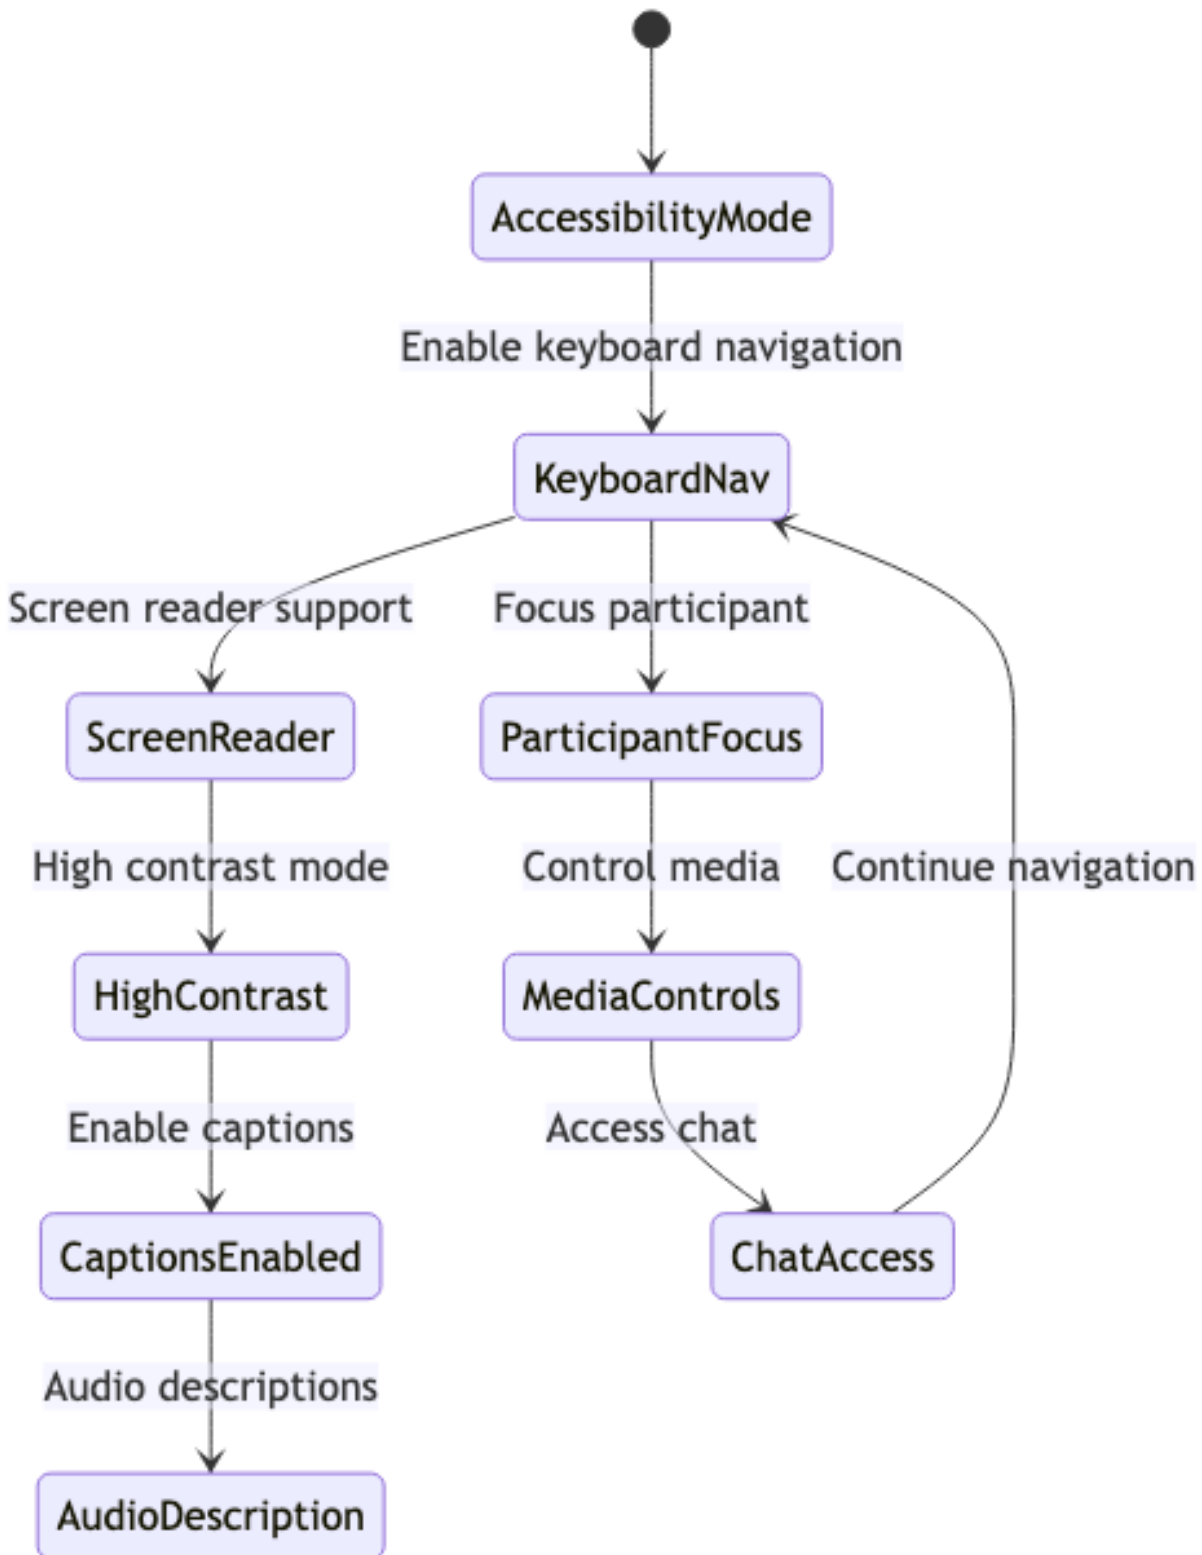 AccessibilityMode
Enable keyboard navigation
KeyboardNav
Screen reader support
Focus participant
ScreenReader
ParticipantFocus
High contrast mode
Control media
Continue navigation
HighContrast
MediaControls
Enable captions
Access chat
CaptionsEnabled
ChatAccess
Audio descriptions
AudioDescription